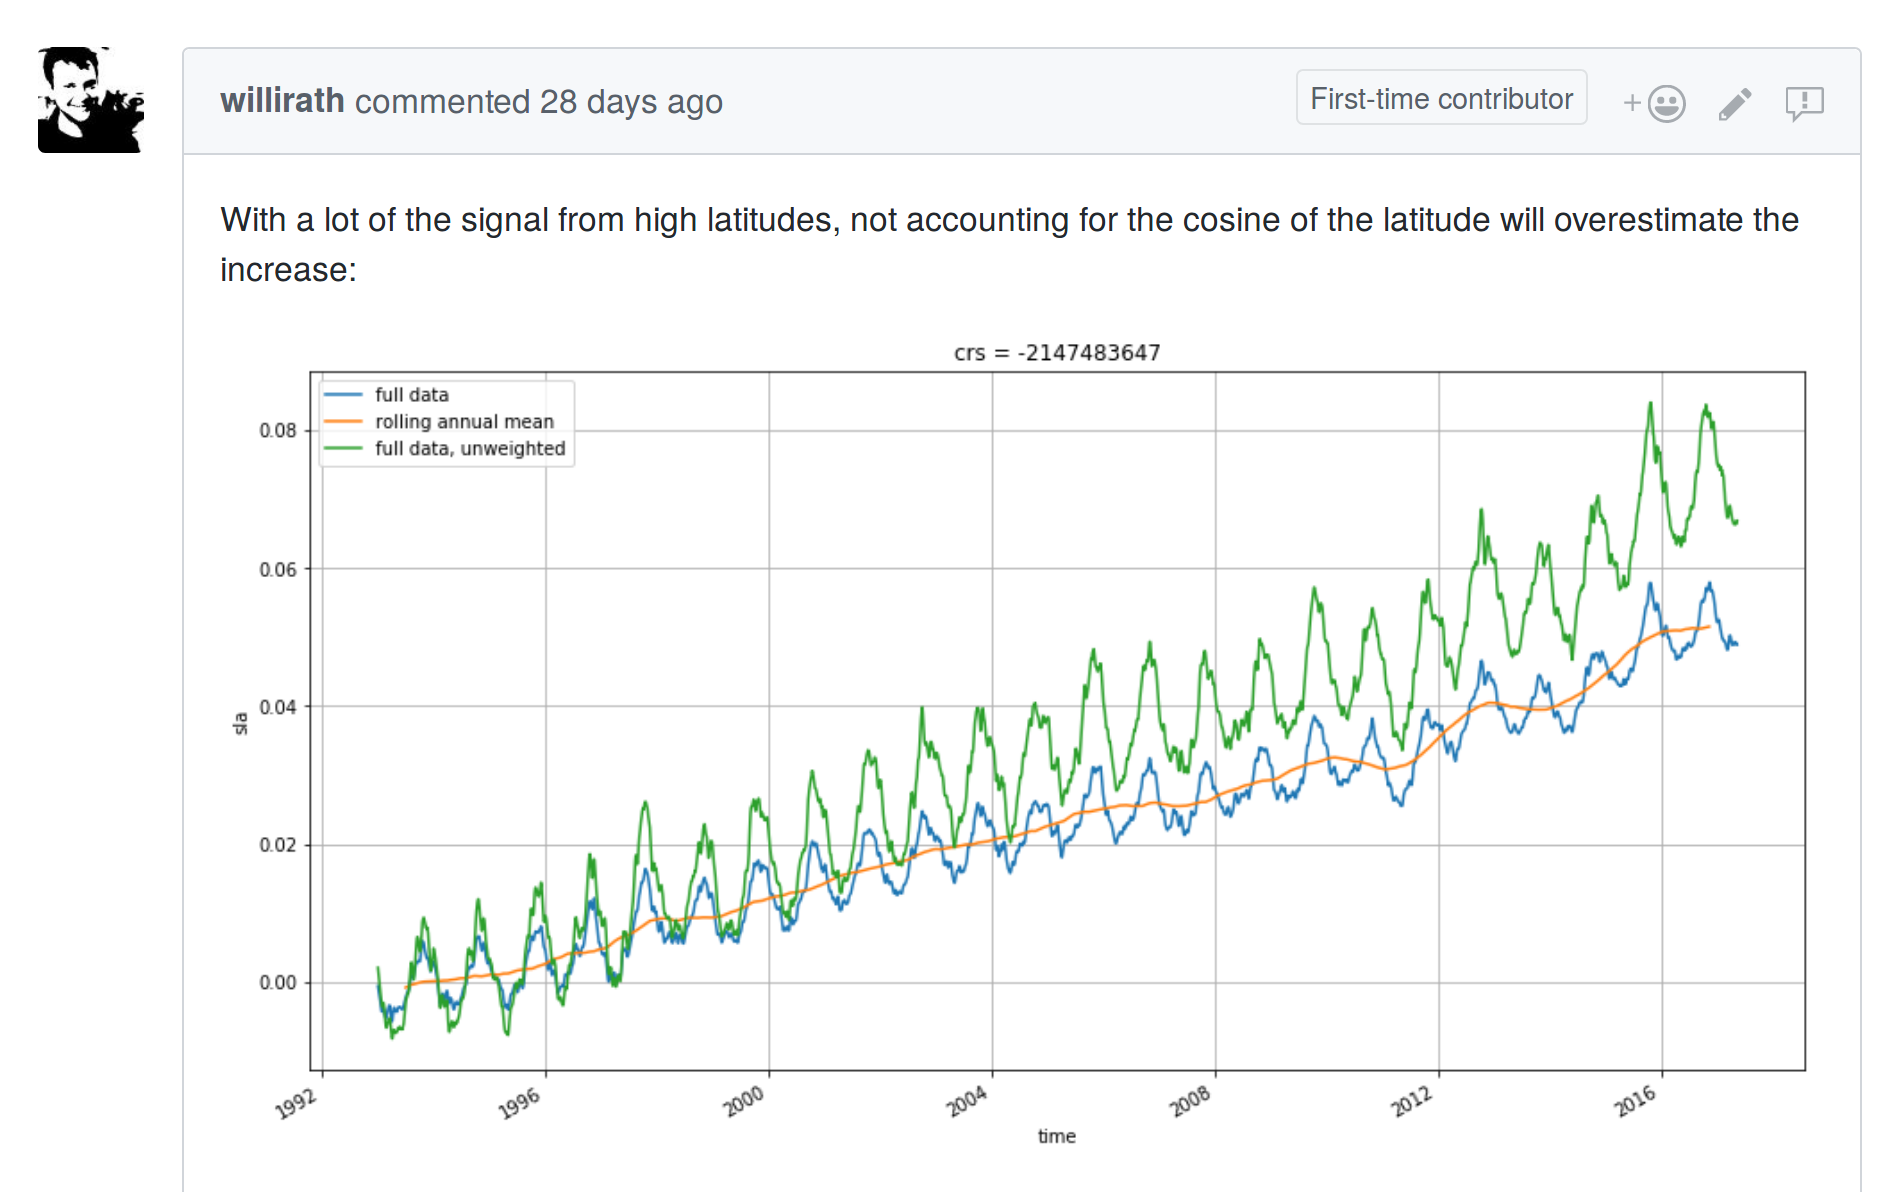 willirath commented 28 days ago
First-time contributor
With a lot of the signal from high latitudes, not accounting for the cosine of the latitude will overestimate the
increase:
crs = -2147483647
full data
rolling annual mean
full data, unweighted
0.08
0.06
0.04
0.02
0.00
sla
1992
1996
2000
2004
2008
2012
2016
time